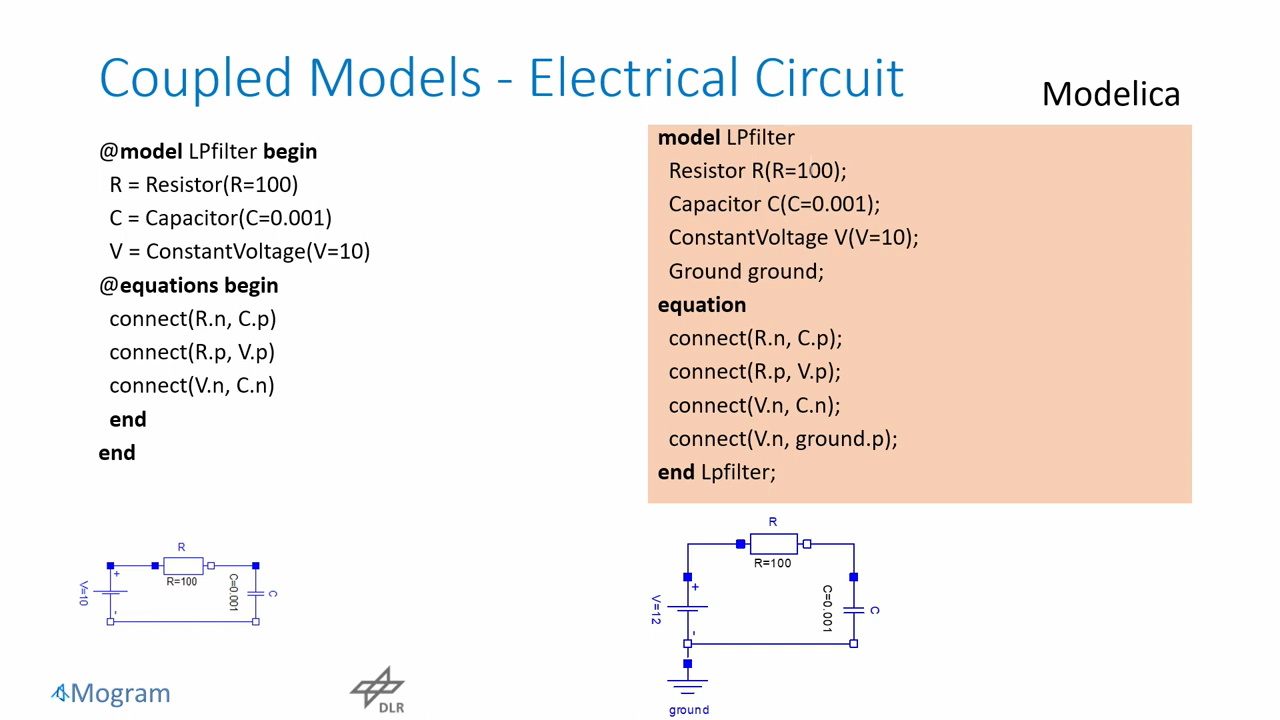 Coupled Models - Electrical Circuit
Modelica
@model LPfilter begin
R = Resistor(R=100)
C = Capacitor(C=0.001)
V = ConstantVoltage(V=10)
@equations begin
connect(R.n, C.p)
connect(R.p, V.p)
connect(V.n, C.n)
end
end
model LPfilter
Resistor R(R=100);
Capacitor C(C=0.001);
ConstantVoltage V(V=10);
Ground ground;
equation
connect(R.n, C.p);
connect(R.p, V.p);
connect(V.n, C.n);
connect(V.n, ground.p);
end Lpfilter;
R
R=100
V=10
+
-
C=0.001
C
R
R=100
V=12
+
-
C=0.001
C
ground
Mogram
DLR